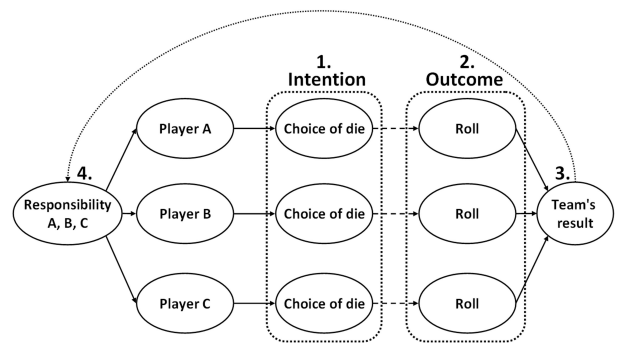 1.
Intention
2.
Outcome
Player A
Choice of die
Roll
4.
Responsibility
A, B, C
Player B
Choice of die
Roll
3.
Team's
result
Player C
Choice of die
Roll